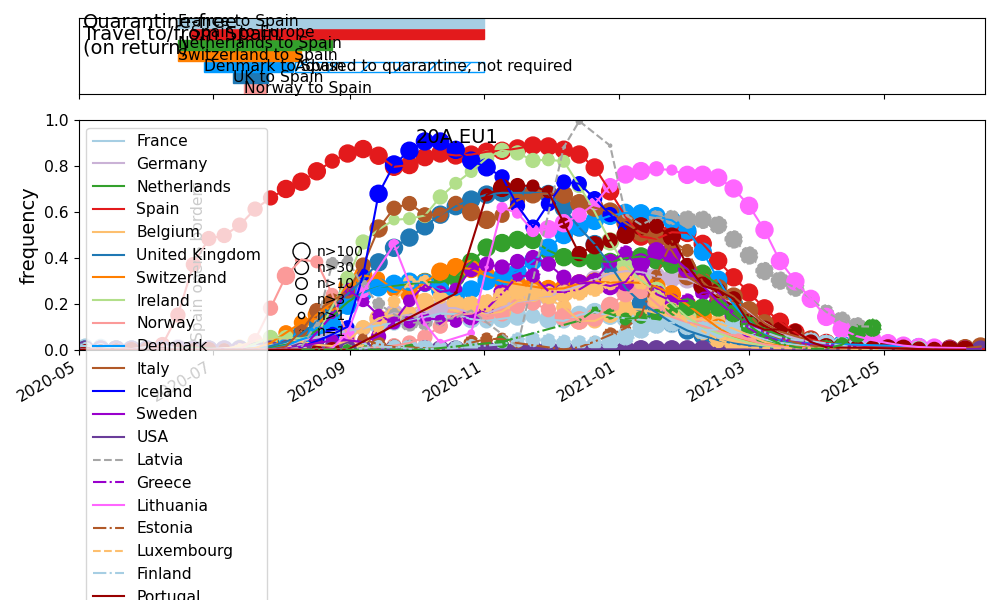 Quarantine-free
Travel to/from Spain
(on return)
France to Spain
Spain to Europe
Netherlands to Spain
Switzerland to Spain
Denmark to Spain
Advised to quarantine, not required
UK to Spain
Norway to Spain
20A.EU1
frequency
1.0
0.8
0.6
0.4
0.2
0.0
Spain opens borders
France
Germany
Netherlands
Spain
Belgium
United Kingdom
Switzerland
Ireland
Norway
Denmark
Italy
Iceland
Sweden
USA
Latvia
Greece
Lithuania
Estonia
Luxembourg
Finland
Portugal
n>100
n>30
n>10
n>3
n>1
n>1
2020-05
2020-07
2020-09
2020-11
2021-01
2021-03
2021-05